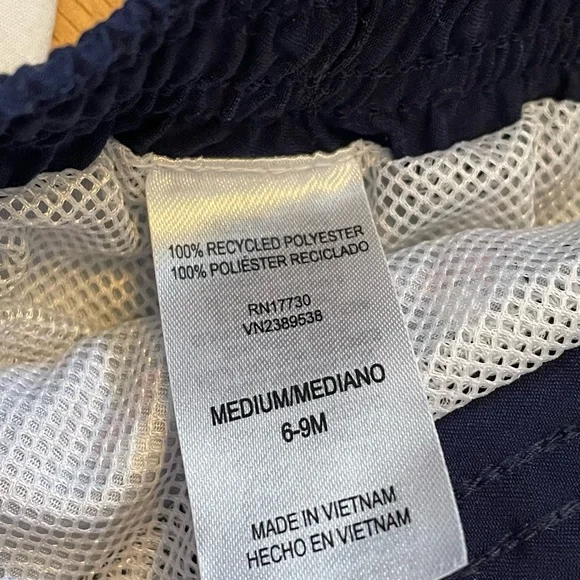 100% RECYCLED POLYESTER
100% POLIÉSTER RECICLADO
RN17730
VN2389538
MEDIUM/MEDIANO
6-9M
MADE IN VIETNAM
HECHO EN VIETNAM